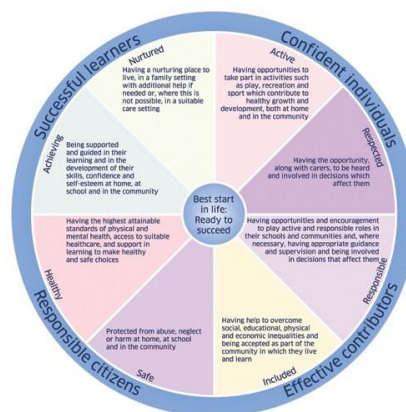 Successful learners
Confident individuals
Nurtured
Having a nurturing place to
live, in a family setting
with additional help if
needed or, where this
is not possible, in a suitable
care setting
Active
Having opportunities to
take part in activities such
as play, recreation and
sport which contribute to
healthy growth and
development, both at home
and in the community
Achieving
Being supported
and guided in their
learning and in the
development of their
skills, confidence and
self-esteem at home, at
school and in the community
Respected
Having the opportunity,
along with carers, to be heard
and involved in decisions which
affect them
Best start
in life:
Ready to
succeed
Healthy
Having the highest attainable
standards of physical and
mental health, access to suitable
healthcare, and support in
learning to make healthy
and safe choices
Having opportunities and encouragement
to play active and responsible roles in
their schools and communities and, where
necessary, having appropriate guidance
and supervision and being involved in
decisions that affect them
Responsible
Protected from abuse, neglect
or harm at home, at school
and in the community
Safe
Having help to overcome
social, educational, physical
and economic inequalities and
being accepted as part of the
community in which they live
and learn
Included
Responsible citizens
Effective contributors